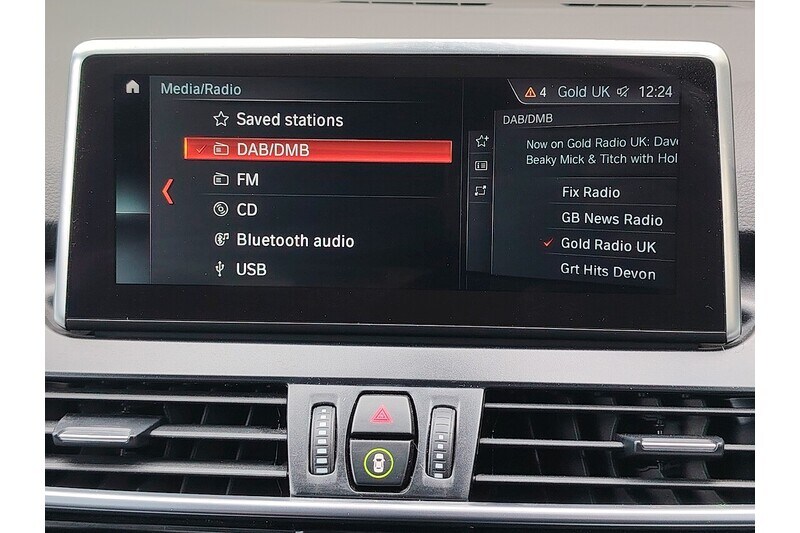 Media/Radio
4 Gold UK 12:24
Saved stations
DAB/DMB
FM
CD
Bluetooth audio
USB
DAB/DMB
Now on Gold Radio UK: Dave
Beaky Mick & Titch with Hol
Fix Radio
GB News Radio
Gold Radio UK
Grt Hits Devon